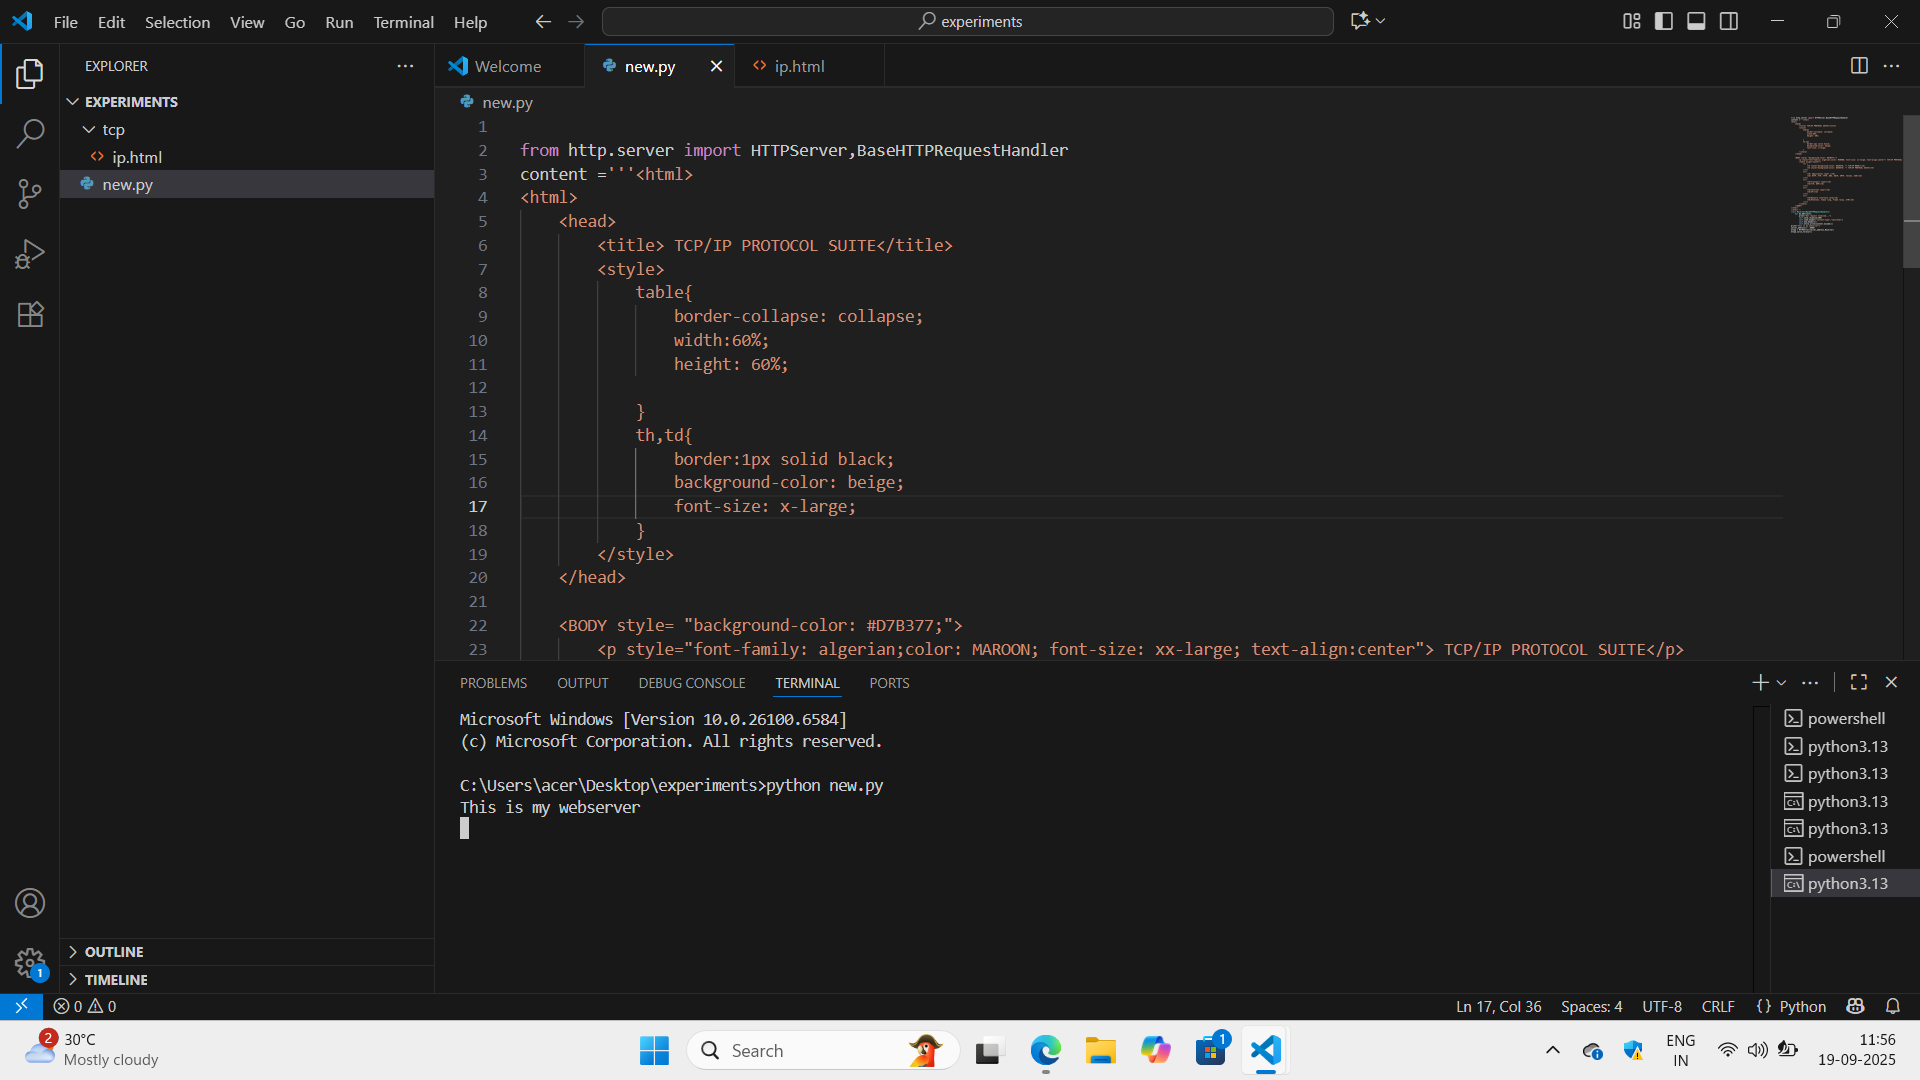 File Edit Selection View Go Run Terminal Help
experiments
EXPLORER
EXPERIMENTS
tcp
ip.html
new.py
OUTLINE
TIMELINE
Welcome
new.py
ip.html
new.py
1
2 from http.server import HTTPServer,BaseHTTPRequestHandler
3 content ='''<html>
4 <html>
5 <head>
6 <title> TCP/IP PROTOCOL SUITE</title>
7 <style>
8 table{
9 border-collapse: collapse;
10 width:60%;
11 height: 60%;
12
13 }
14 th,td{
15 border:1px solid black;
16 background-color: beige;
17 font-size: x-large;
18 }
19 </style>
20 </head>
21
22 <BODY style= "background-color: #D7B377;">
23 <p style="font-family: algerian;color: MAROON; font-size: xx-large; text-align:center"> TCP/IP PROTOCOL SUITE</p>
PROBLEMS OUTPUT DEBUG CONSOLE TERMINAL PORTS
Microsoft Windows [Version 10.0.26100.6584]
(c) Microsoft Corporation. All rights reserved.
C:\Users\acer\Desktop\experiments>python new.py
This is my webserver
powershell
python3.13
python3.13
python3.13
python3.13
powershell
python3.13
1
0 0
Ln 17, Col 36 Spaces: 4 UTF-8 CRLF {} Python
2
30°C
Mostly cloudy
Search
1
ENG
IN
11:56
19-09-2025